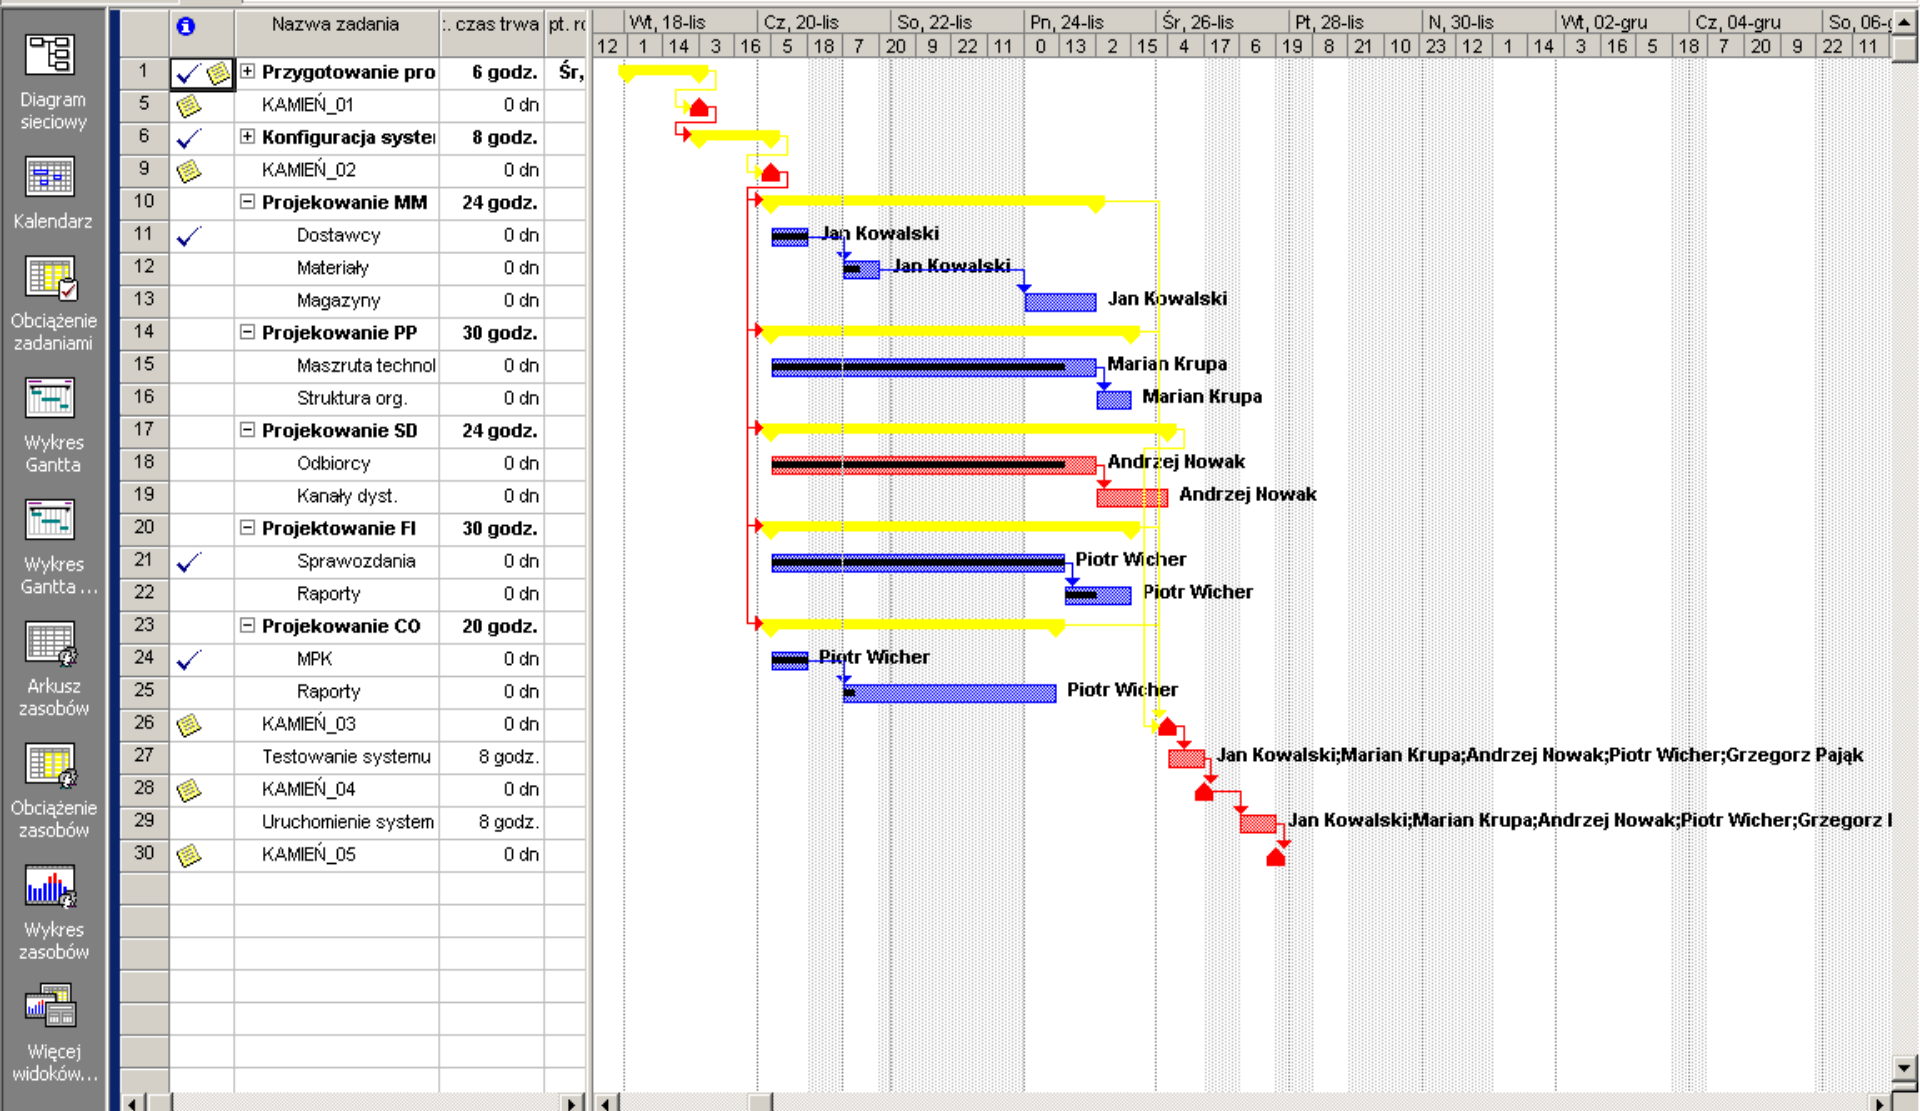 Nazwa zadania	:. czas trwa	pt. ro
Wt, 18-lis	Cz, 20-lis	So, 22-lis	Pn, 24-lis	Śr, 26-lis	Pt, 28-lis	N, 30-lis	Wt, 02-gru	Cz, 04-gru	So, 06-g
12	1	14	3	16	5	18	7	20	9	22	11	0	13	2	15	4	17	6	19	8	21	10	23	12	1	14	3	16	5	18	7	20	9	22	11
1	Przygotowanie pro	6 godz.	Śr,
5	KAMIEŃ_01	0 dn
6	Konfiguracja syster	8 godz.
9	KAMIEŃ_02	0 dn
10	Projekowanie MM	24 godz.
11	Dostawcy	0 dn	Jan Kowalski
12	Materiały	0 dn	Jan Kowalski
13	Magazyny	0 dn	Jan Kowalski
14	Projekowanie PP	30 godz.
15	Maszruta technol	0 dn	Marian Krupa
16	Struktura org.	0 dn	Marian Krupa
17	Projekowanie SD	24 godz.
18	Odbiorcy	0 dn	Andrzej Nowak
19	Kanały dyst.	0 dn	Andrzej Nowak
20	Projektowanie FI	30 godz.
21	Sprawozdania	0 dn	Piotr Wicher
22	Raporty	0 dn	Piotr Wicher
23	Projekowanie CO	20 godz.
24	MPK	0 dn	Piotr Wicher
25	Raporty	0 dn	Piotr Wicher
26	KAMIEŃ_03	0 dn
27	Testowanie systemu	8 godz.	Jan Kowalski;Marian Krupa;Andrzej Nowak;Piotr Wicher;Grzegorz Pająk
28	KAMIEŃ_04	0 dn
29	Uruchomienie system	8 godz.	Jan Kowalski;Marian Krupa;Andrzej Nowak;Piotr Wicher;Grzegorz
30	KAMIEŃ_05	0 dn
Diagram
sieciowy
Kalendarz
Obciążenie
zadaniami
Wykres
Gantta
Wykres
Gantta ...
Arkusz
zasobów
Obciążenie
zasobów
Wykres
zasobów
Więcej
widoków...